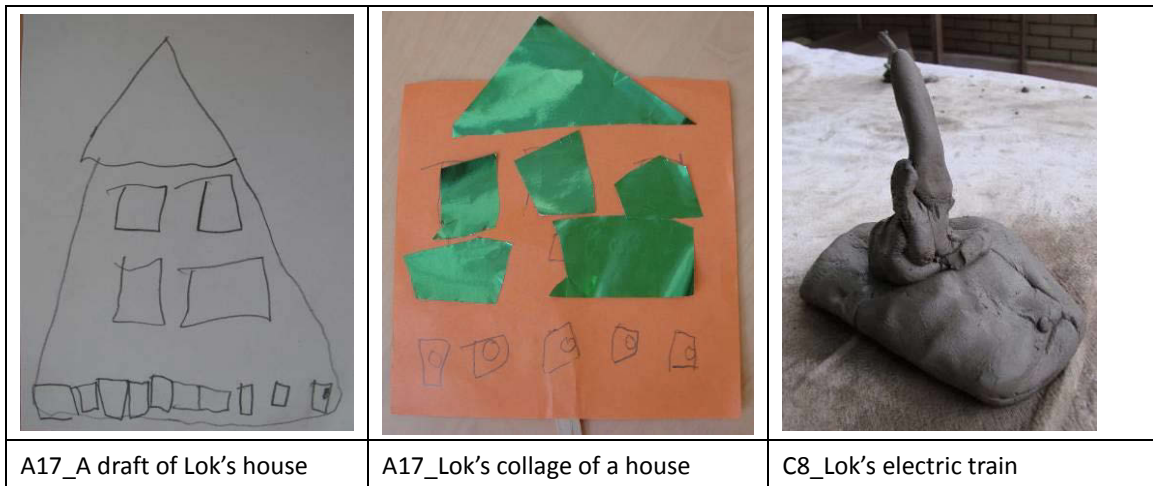 A17_A draft of Lok’s house
A17_Lok’s collage of a house
C8_Lok’s electric train